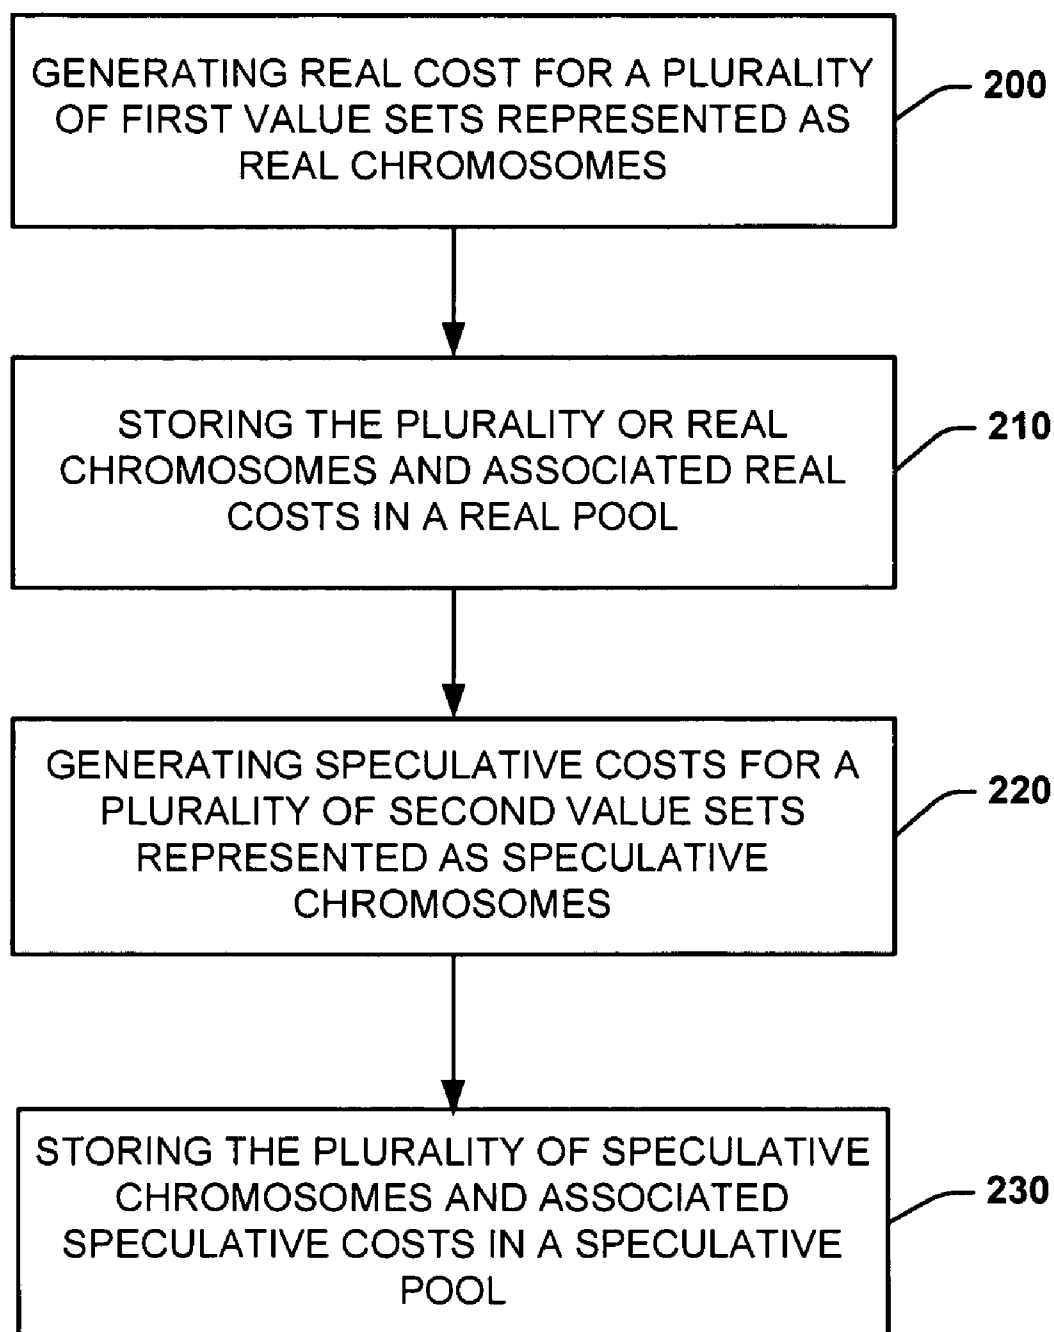 GENERATING REAL COST FOR A PLURALITY
OF FIRST VALUE SETS REPRESENTED AS
REAL CHROMOSOMES
200
STORING THE PLURALITY OR REAL
CHROMOSOMES AND ASSOCIATED REAL
COSTS IN A REAL POOL
210
GENERATING SPECULATIVE COSTS FOR A
PLURALITY OF SECOND VALUE SETS
REPRESENTED AS SPECULATIVE
CHROMOSOMES
220
STORING THE PLURALITY OF SPECULATIVE
CHROMOSOMES AND ASSOCIATED
SPECULATIVE COSTS IN A SPECULATIVE
POOL
230